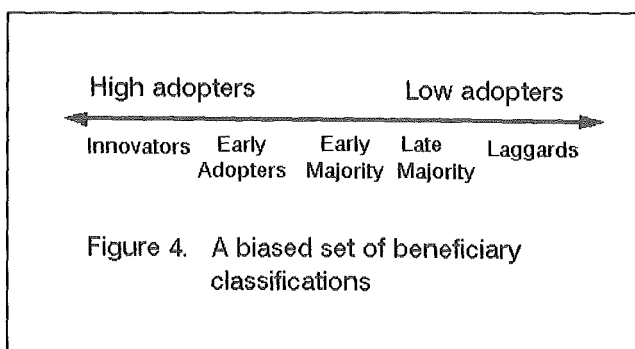 High adopters Low adopters
Innovators Early Adopters Early Majority Late Majority Laggards
Figure 4. A biased set of beneficiary
classifications